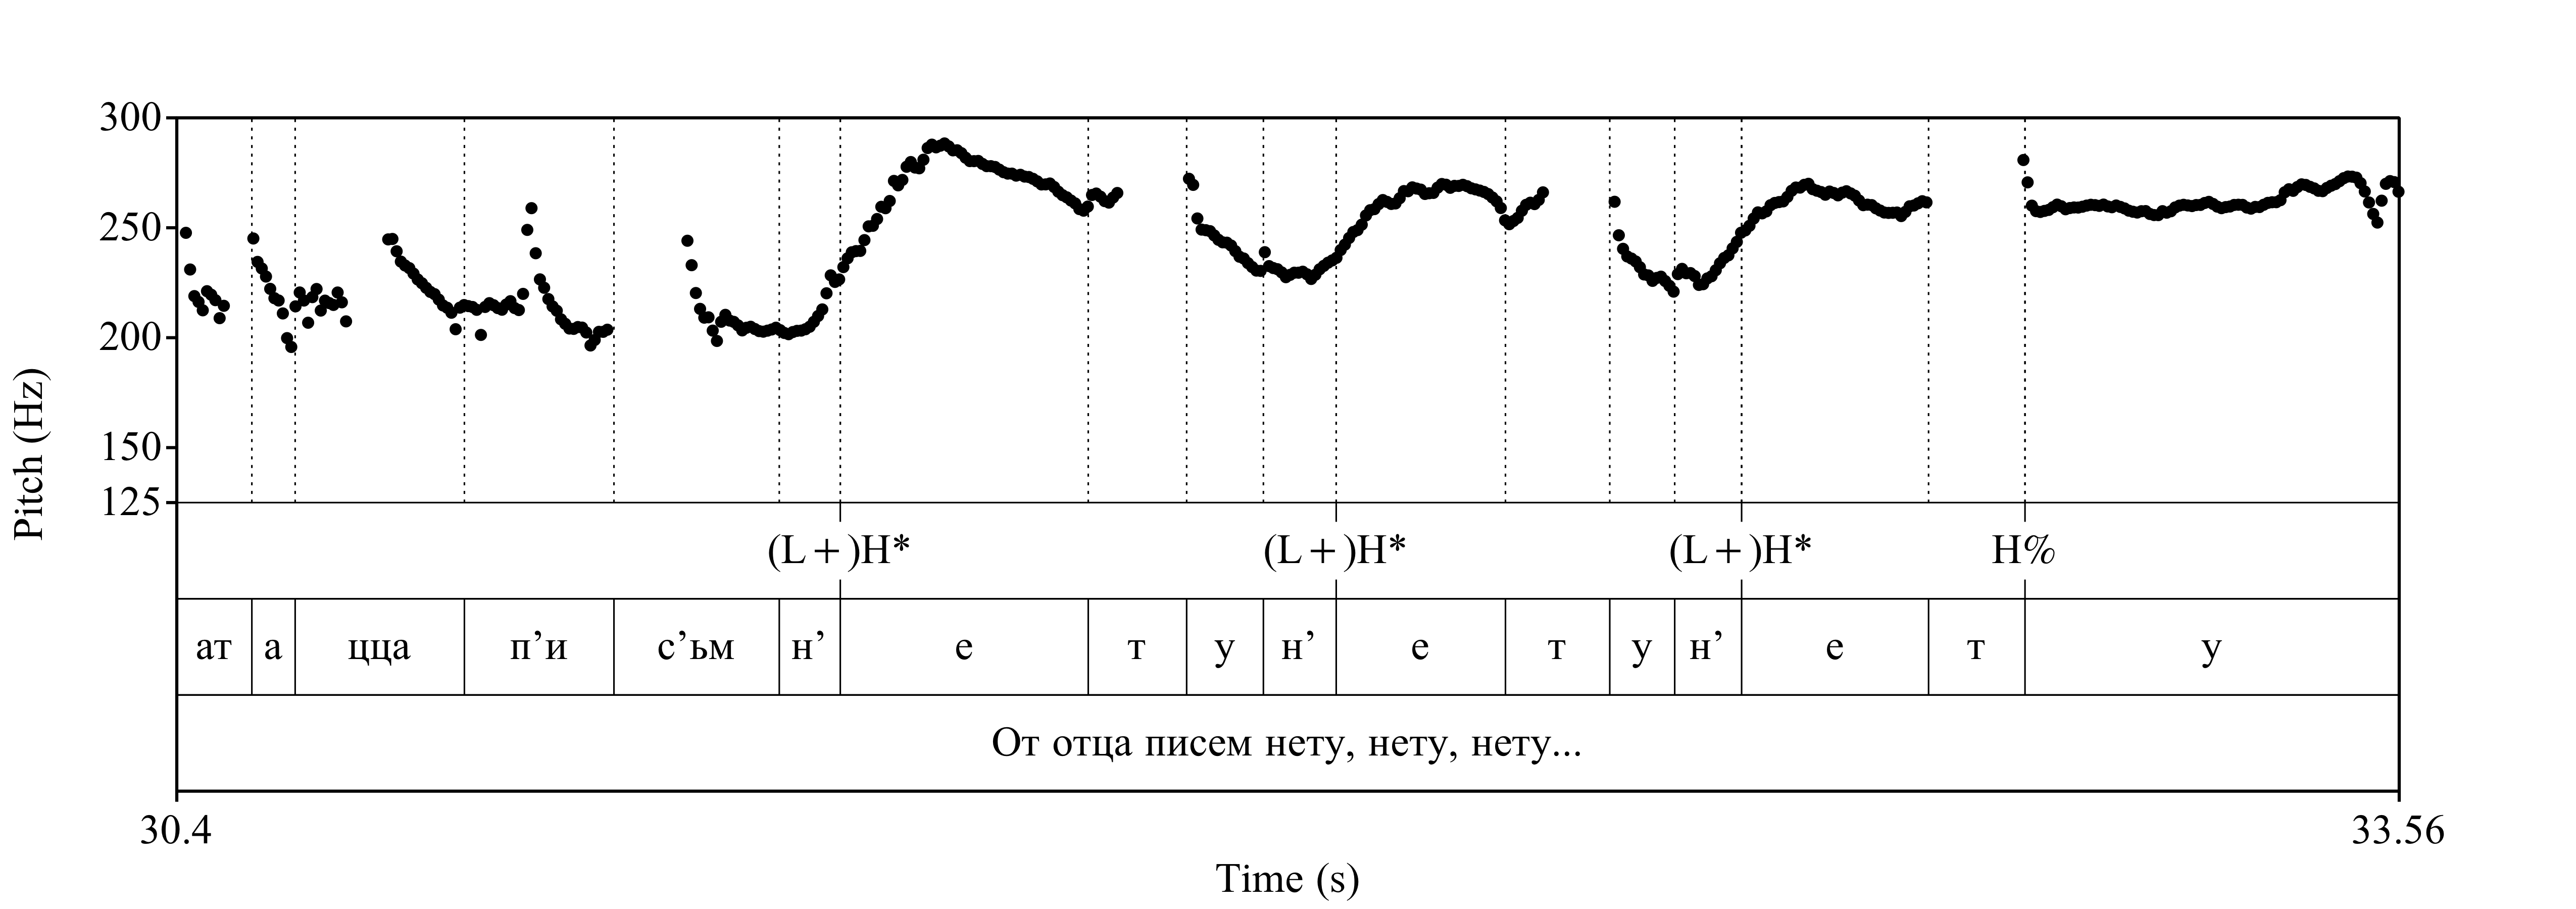 300
250
200
150
125
Pitch (Hz)
(L+)H* (L+)H* (L+)H* H%
ат а цца п’и с’ьм н’ е т у н’ е т у н’ е т у
От отца писем нету, нету, нету...
30.4 33.56
Time (s)